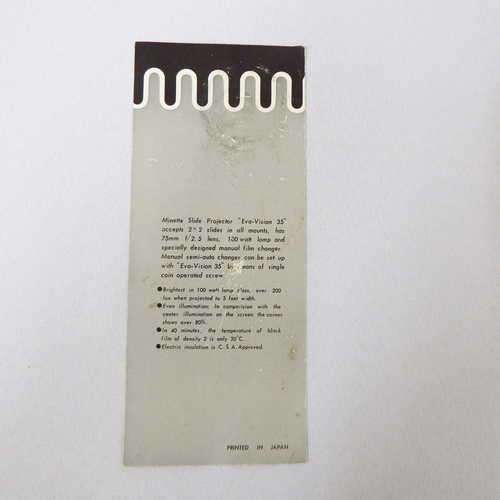 Minette Slide Projector "Eva-Vision 35"
accepts 2×2 slides in all mounts, has
75mm f/2.5 lens, 100 watt lamp and
specially designed manual film changer.
Manual semi-auto changer can be set up
with "Eva-Vision 35" by means of single
coin operated screw.
●Brightest in 100 watt lamp class, over 200
lux when projected to 3 feet width.
●Even illumination: In comparision with the
center illumination on the screen the corner
shows over 80%.
●In 40 minutes, the temperature of black
film of density 2 is only 70°C.
●Electric insulation is C. S. A. Approved.
PRINTED IN JAPAN